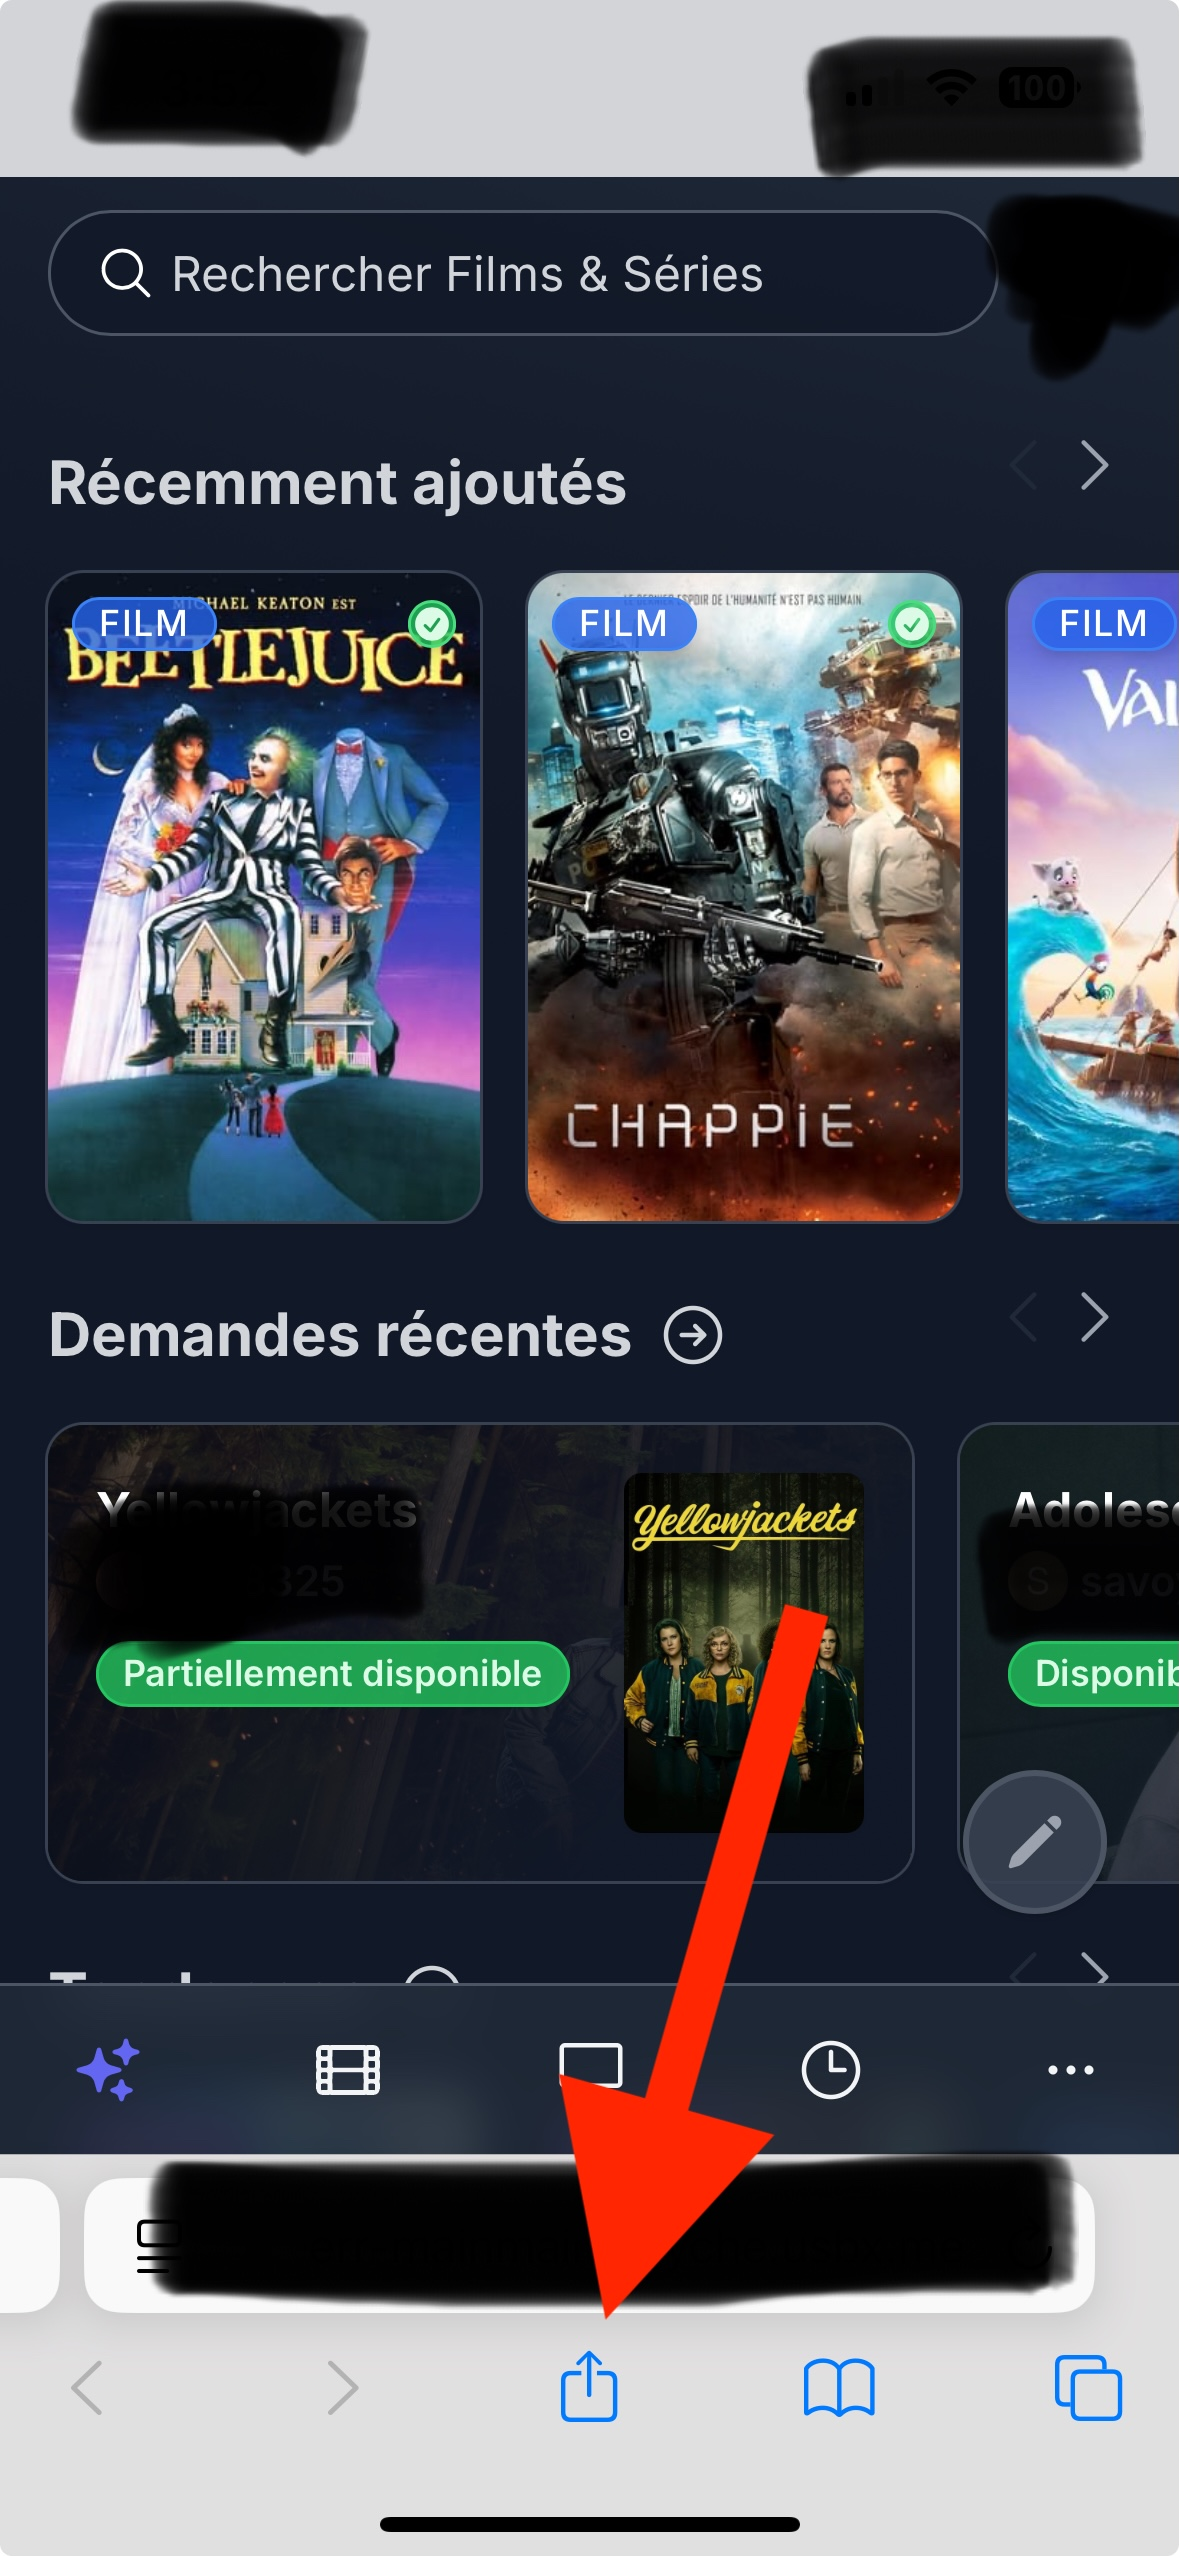 100
Rechercher Films & Séries
Récemment ajoutés
FILM
MICHAEL KEATON EST
BEETLEJUICE
FILM
LE DERNIER ESPOIR DE L'HUMANITÉ N'EST PAS HUMAIN.
CHAPPIE
FILM
VAI
Demandes récentes
Yellowjackets
325
Partiellement disponible
Yellowjackets
Adolesc
S savo
Disponib